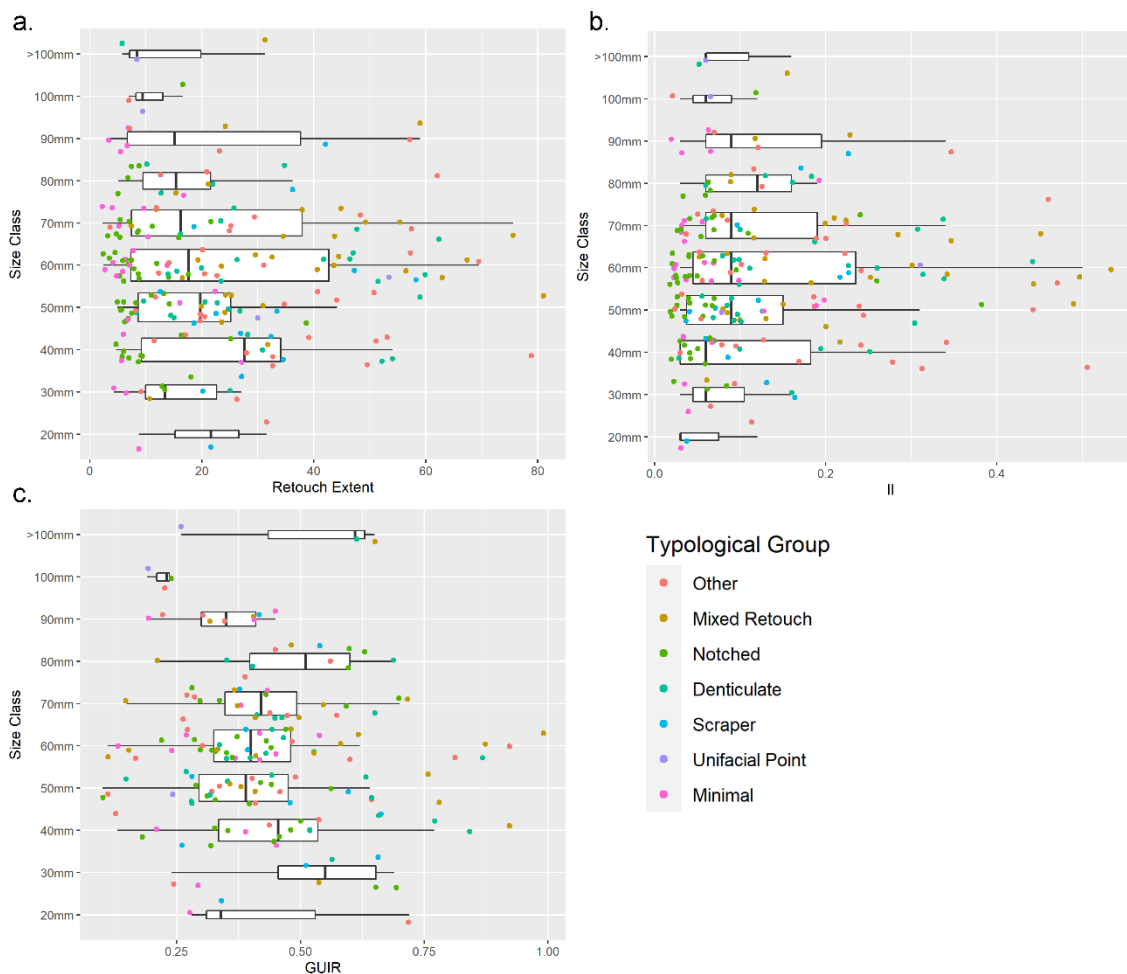 a.
>100mm
100mm
90mm
80mm
70mm
60mm
50mm
40mm
30mm
20mm
Size Class
0
20
40
60
80
Retouch Extent
b.
>100mm
100mm
90mm
80mm
70mm
60mm
50mm
40mm
30mm
20mm
Size Class
0.0
0.2
0.4
II
c.
>100mm
100mm
90mm
80mm
70mm
60mm
50mm
40mm
30mm
20mm
Size Class
0.25
0.50
0.75
1.00
GUIR
Typological Group
Other
Mixed Retouch
Notched
Denticulate
Scraper
Unifacial Point
Minimal